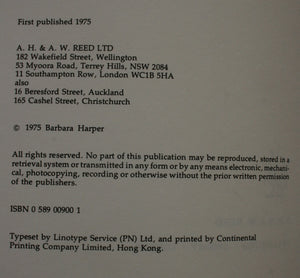 First published 1975
A. H. & A. W. REED LTD
182 Wakefield Street, Wellington
53 Myoora Road, Terrey Hills, NSW 2084
11 Southampton Row, London WC1B 5HA
also
16 Beresford Street, Auckland
165 Cashel Street, Christchurch
© 1975 Barbara Harper
All rights reserved. No part of this publication may be reproduced, stored in a
retrieval system or transmitted in any form or by any means electronic, mechani-
cal, photocopying, recording or otherwise without the prior written permission
of the publishers.
ISBN 0 589 00900 1
Typeset by Linotype Service (PN) Ltd, and printed by Continental
Printing Company Limited, Hong Kong.